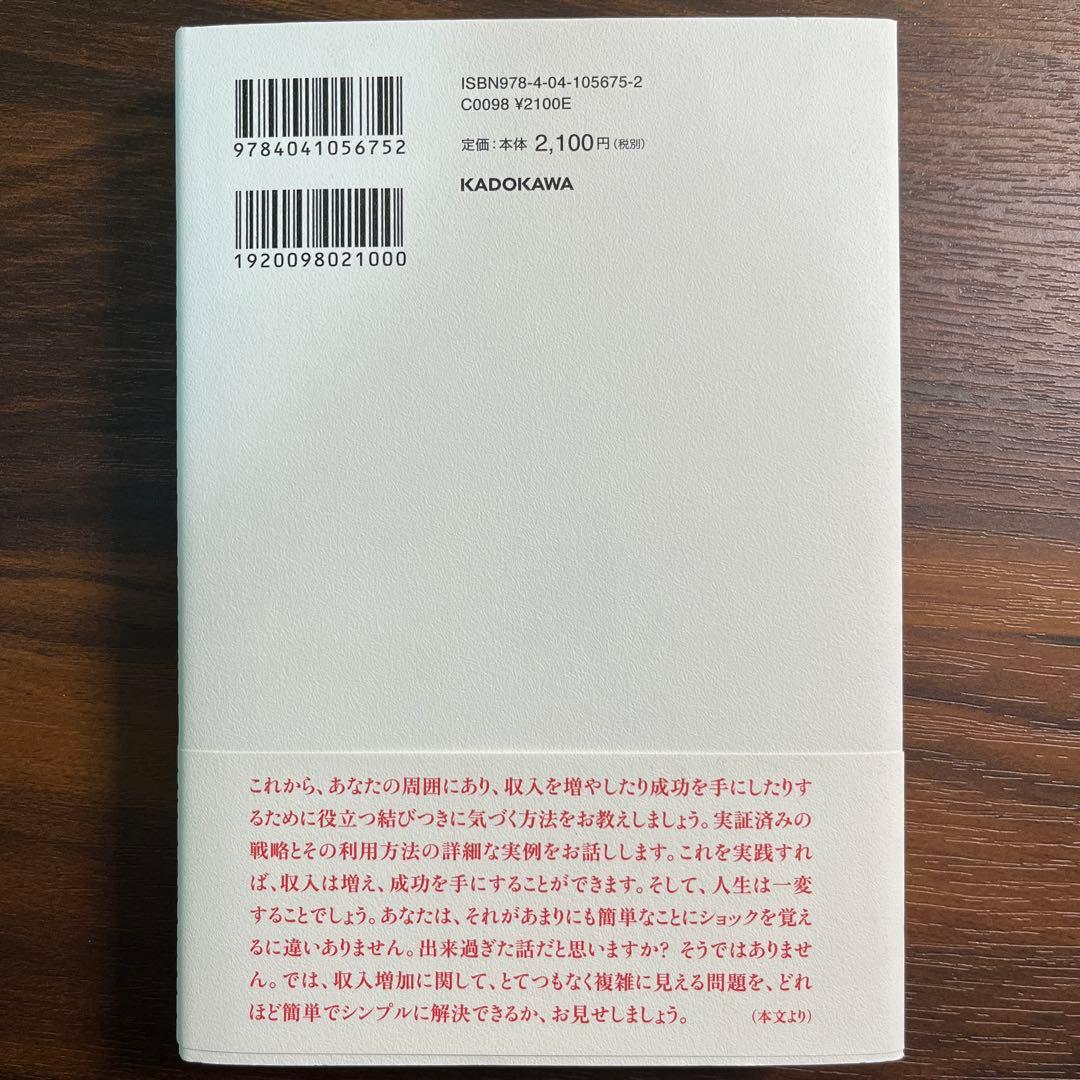 ISBN978-4-04-105675-2
C0098 ¥2100E
9784041056752
定価：本体 2,100円（税別）
KADOKAWA
1920098021000
これから、あなたの周囲にあり、収入を増やしたり成功を手にしたりす
るために役立つ結びつきに気づく方法をお教えしましょう。実証済みの
戦略とその利用方法の詳細な実例をお話しします。これを実践すれ
ば、収入は増え、成功を手にすることができます。そして、人生は一変
することでしょう。あなたは、それがあまりにも簡単なことにショックを覚え
るに違いありません。出来過ぎた話だと思いますか？ そうではありませ
ん。では、収入増加に関して、とてつもなく複雑に見える問題を、どれ
ほど簡単でシンプルに解決できるか、お見せしましょう。 （本文より）